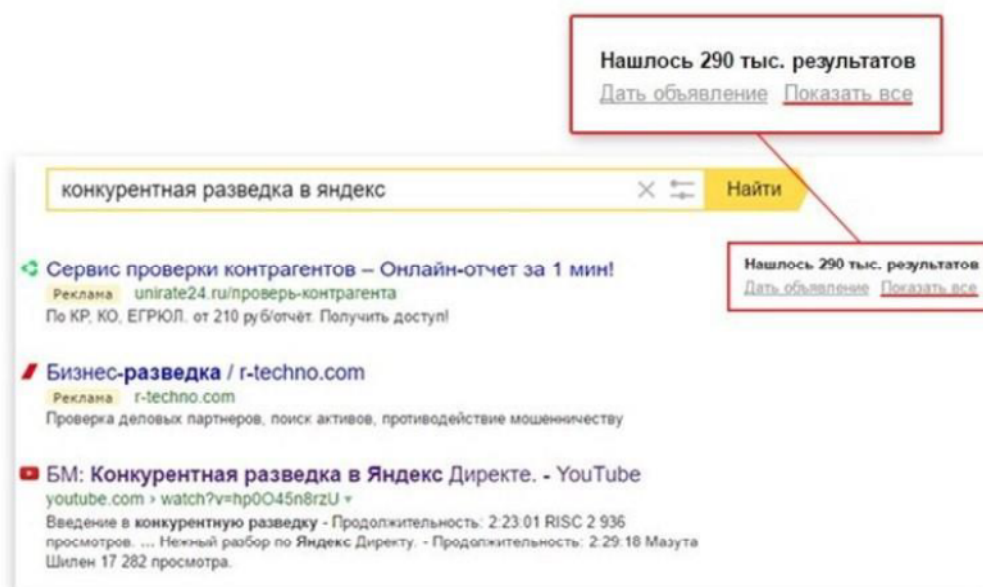 Нашлось 290 тыс. результатов
Дать объявление Показать все
конкурентная разведка в яндекс
Найти
Сервис проверки контрагентов – Онлайн-отчет за 1 мин!
Реклама unirate24.ru/проверь-контрагента
По КР, КО, ЕГРЮЛ. от 210 руб/отчёт. Получить доступ!
Нашлось 290 тыс. результатов
Дать объявление Показать все
Бизнес-разведка / r-techno.com
Реклама r-techno.com
Проверка деловых партнеров, поиск активов, противодействие мошенничеству
БМ: Конкурентная разведка в Яндекс Директе. - YouTube
youtube.com › watch?v=hp0O45n8rzU
Введение в конкурентную разведку - Продолжительность: 2:23:01 RISC 2 936
просмотров. ... Нежный разбор по Яндекс Директу. - Продолжительность: 2:29:18 Мазута
Шилен 17 282 просмотра.